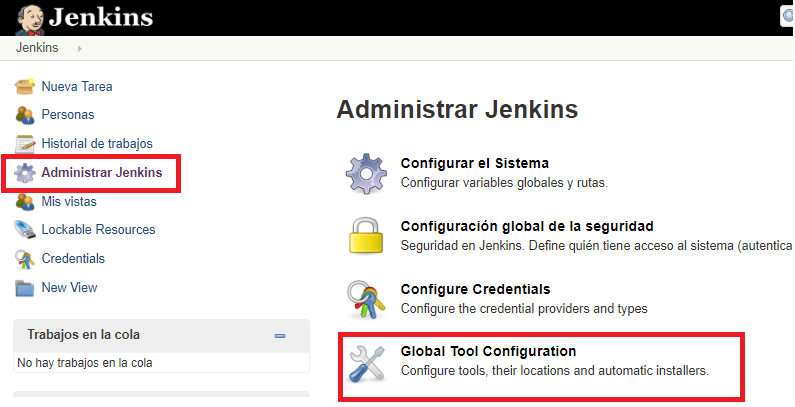 Jenkins
Jenkins
Nueva Tarea
Personas
Historial de trabajos
Administrar Jenkins
Mis vistas
Lockable Resources
Credentials
New View
Trabajos en la cola
No hay trabajos en la cola
Administrar Jenkins
Configurar el Sistema
Configurar variables globales y rutas.
Configuración global de la seguridad
Seguridad en Jenkins. Define quién tiene acceso al sistema (autentica
Configure Credentials
Configure the credential providers and types
Global Tool Configuration
Configure tools, their locations and automatic installers.